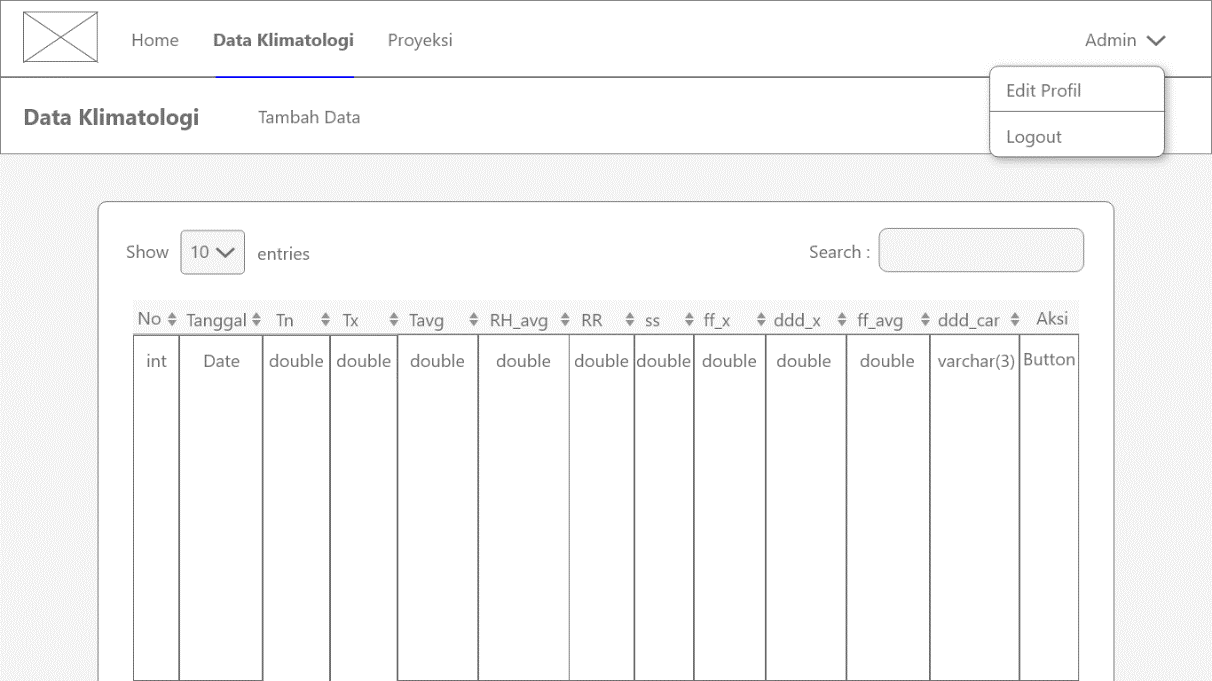 Home Data Klimatologi Proyeksi Admin
Edit Profil
Data Klimatologi Tambah Data
Logout
Show 10 entries Search :
No Tanggal Tn Tx Tavg RH_avg RR ss ff_x ddd_x ff_avg ddd_car Aksi
int Date double double double double double double double double double varchar(3) Button